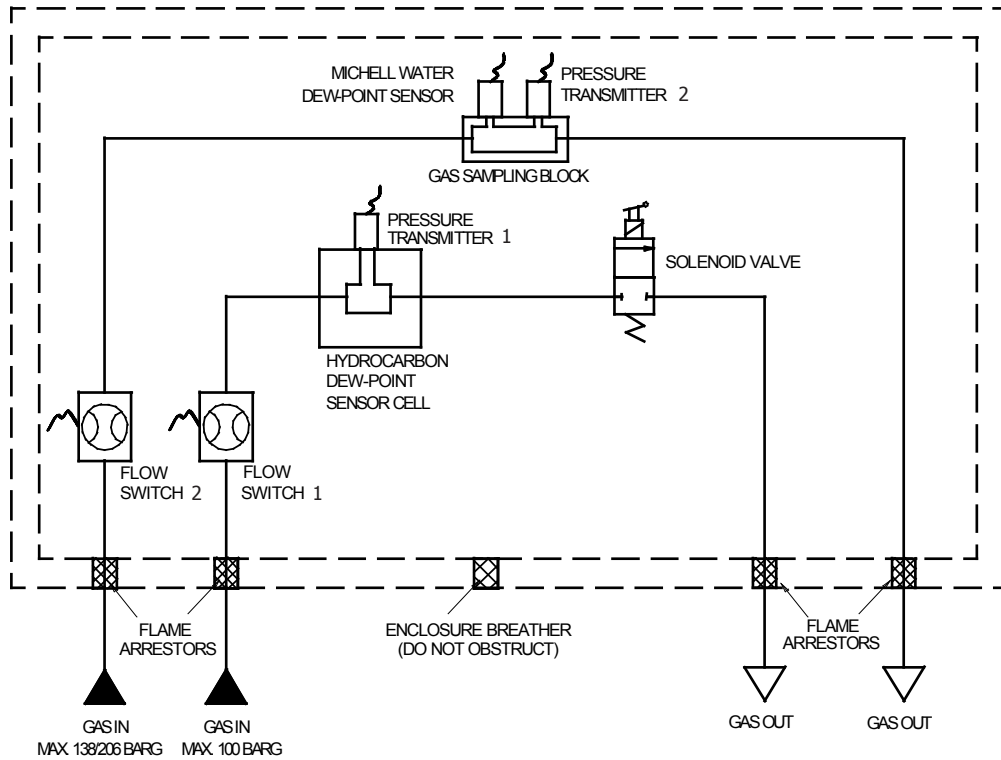 MICHELL WATER
DEW-POINT SENSOR
PRESSURE
TRANSMITTER 2
GAS SAMPLING BLOCK
PRESSURE
TRANSMITTER 1
SOLENOID VALVE
HYDROCARBON
DEW-POINT
SENSOR CELL
FLOW
SWITCH 2
FLOW
SWITCH 1
FLAME
ARRESTORS
ENCLOSURE BREATHER
(DO NOT OBSTRUCT)
FLAME
ARRESTORS
GAS IN
MAX. 138/206 BARG
GAS IN
MAX. 100 BARG
GAS OUT
GAS OUT